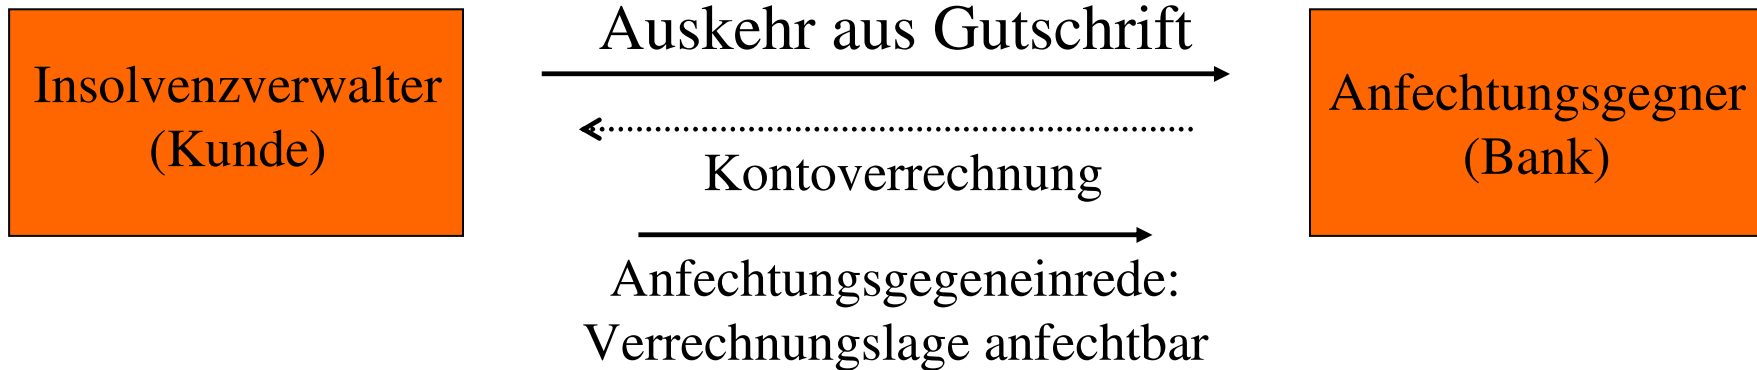 Insolvenzverwalter
(Kunde)
Auskehr aus Gutschrift
Kontoverrechnung
Anfechtungsgegeneinrede:
Verrechnungslage anfechtbar
Anfechtungsgegner
(Bank)